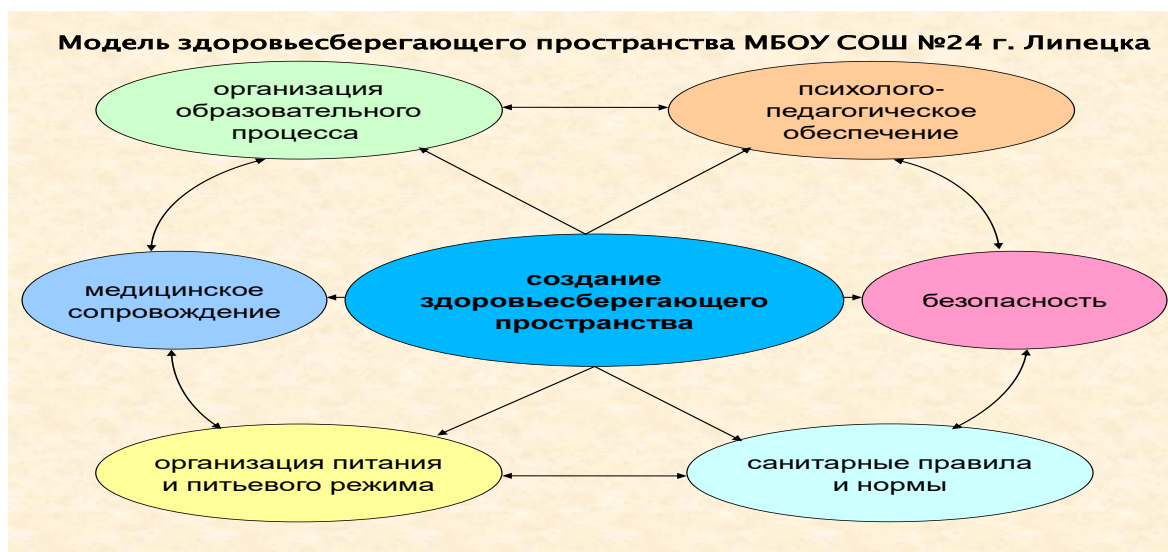 Модель здоровьесберегающего пространства МБОУ СОШ №24 г. Липецка
организация
образовательного
процесса
психолого-
педагогическое
обеспечение
медицинское
сопровождение
создание
здоровьесберегающего
пространства
безопасность
организация питания
и питьевого режима
санитарные правила
и нормы